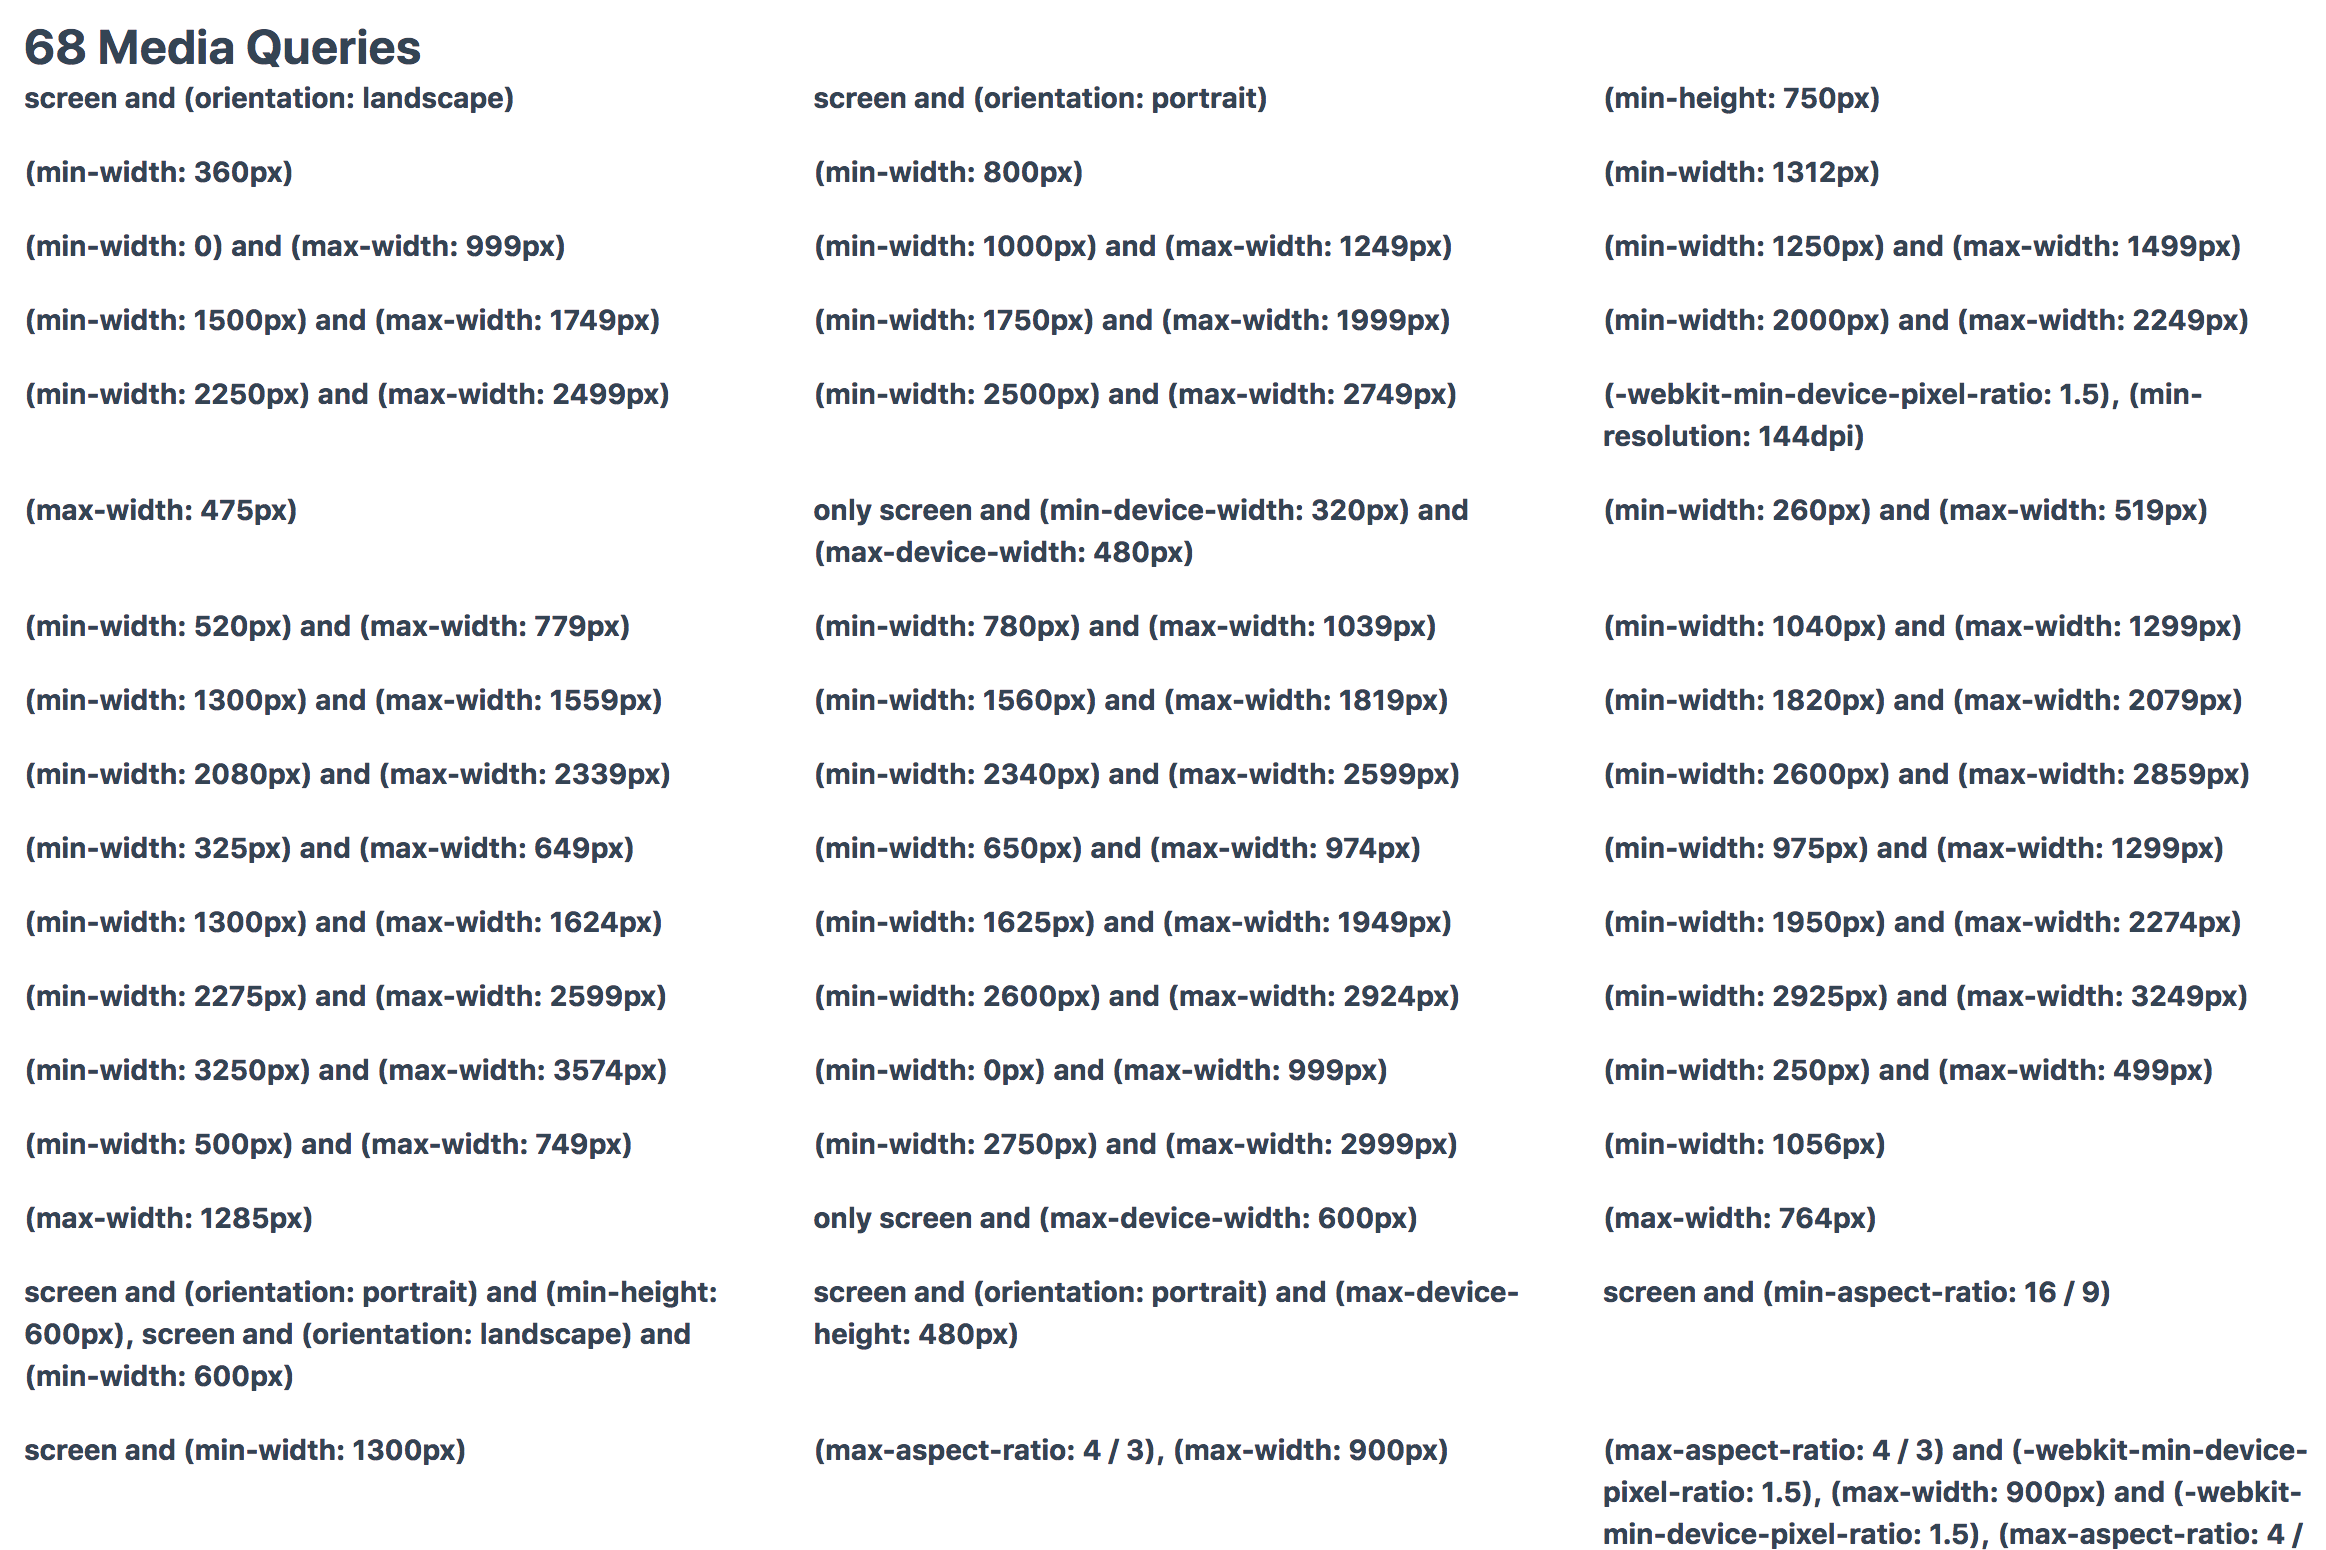 68 Media Queries
screen and (orientation: landscape)
screen and (orientation: portrait)
(min-height: 750px)
(min-width: 360px)
(min-width: 800px)
(min-width: 1312px)
(min-width: 0) and (max-width: 999px)
(min-width: 1000px) and (max-width: 1249px)
(min-width: 1250px) and (max-width: 1499px)
(min-width: 1500px) and (max-width: 1749px)
(min-width: 1750px) and (max-width: 1999px)
(min-width: 2000px) and (max-width: 2249px)
(min-width: 2250px) and (max-width: 2499px)
(min-width: 2500px) and (max-width: 2749px)
(-webkit-min-device-pixel-ratio: 1.5), (min-
resolution: 144dpi)
(max-width: 475px)
only screen and (min-device-width: 320px) and
(max-device-width: 480px)
(min-width: 260px) and (max-width: 519px)
(min-width: 520px) and (max-width: 779px)
(min-width: 780px) and (max-width: 1039px)
(min-width: 1040px) and (max-width: 1299px)
(min-width: 1300px) and (max-width: 1559px)
(min-width: 1560px) and (max-width: 1819px)
(min-width: 1820px) and (max-width: 2079px)
(min-width: 2080px) and (max-width: 2339px)
(min-width: 2340px) and (max-width: 2599px)
(min-width: 2600px) and (max-width: 2859px)
(min-width: 325px) and (max-width: 649px)
(min-width: 650px) and (max-width: 974px)
(min-width: 975px) and (max-width: 1299px)
(min-width: 1300px) and (max-width: 1624px)
(min-width: 1625px) and (max-width: 1949px)
(min-width: 1950px) and (max-width: 2274px)
(min-width: 2275px) and (max-width: 2599px)
(min-width: 2600px) and (max-width: 2924px)
(min-width: 2925px) and (max-width: 3249px)
(min-width: 3250px) and (max-width: 3574px)
(min-width: 0px) and (max-width: 999px)
(min-width: 250px) and (max-width: 499px)
(min-width: 500px) and (max-width: 749px)
(min-width: 2750px) and (max-width: 2999px)
(min-width: 1056px)
(max-width: 1285px)
only screen and (max-device-width: 600px)
(max-width: 764px)
screen and (orientation: portrait) and (min-height:
600px), screen and (orientation: landscape) and
(min-width: 600px)
screen and (orientation: portrait) and (max-device-
height: 480px)
screen and (min-aspect-ratio: 16 / 9)
screen and (min-width: 1300px)
(max-aspect-ratio: 4 / 3), (max-width: 900px)
(max-aspect-ratio: 4 / 3) and (-webkit-min-device-
pixel-ratio: 1.5), (max-width: 900px) and (-webkit-
min-device-pixel-ratio: 1.5), (max-aspect-ratio: 4 /